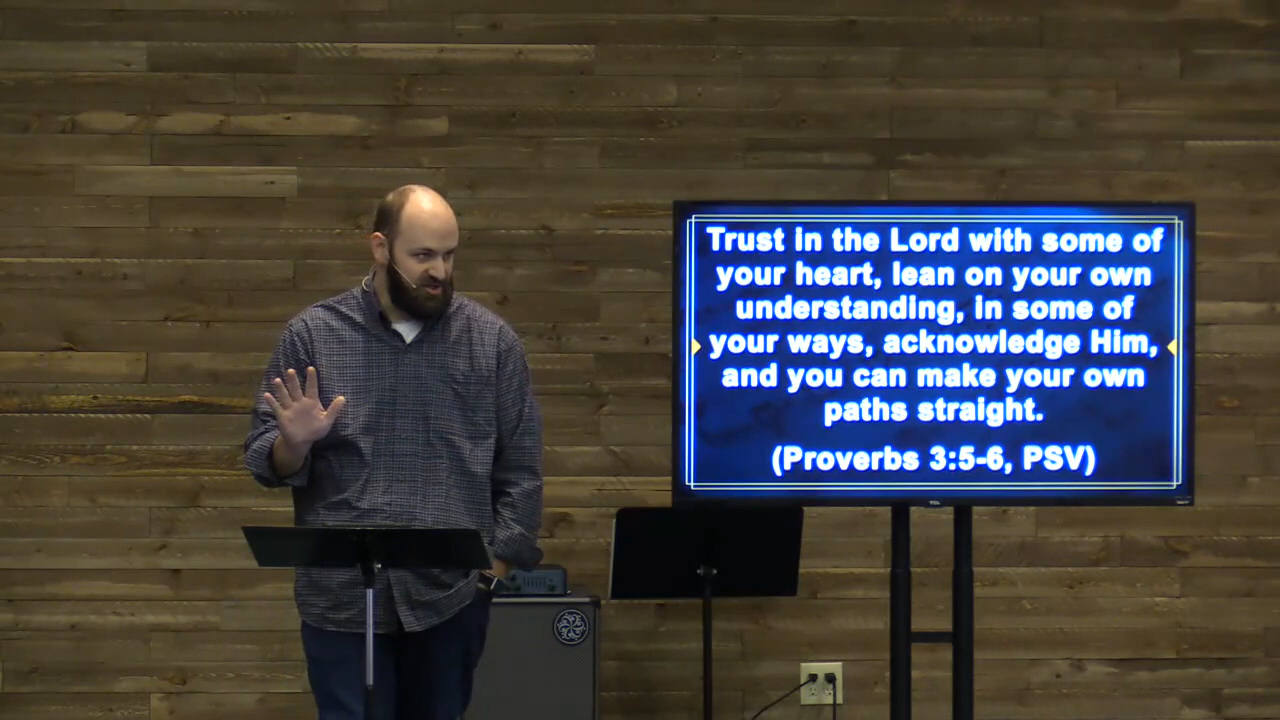 Trust in the Lord with some of
your heart, lean on your own
understanding, in some of
your ways, acknowledge Him,
and you can make your own
paths straight.
(Proverbs 3:5-6, PSV)
TCL